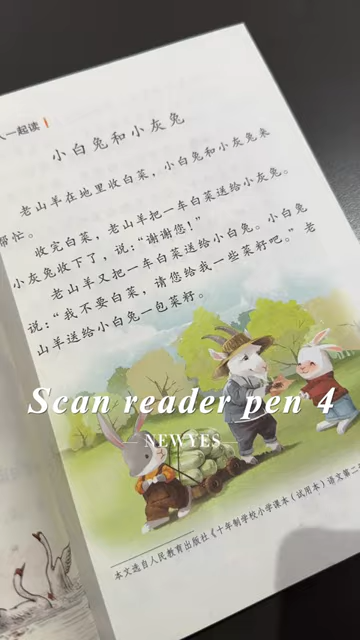 人一起读
小白兔和小灰兔
老山羊在地里收白菜，小白兔和小灰兔来
帮忙。
收完白菜，老山羊把一车白菜送给小灰兔。
小灰兔收下了，说：“谢谢您！”
老山羊又把一车白菜送给小白兔。小白兔
说：“我不要白菜，请您给我一些菜籽吧。”老
山羊送给小白兔一包菜籽。
Scan reader pen 4
NEWYES
本文选自人民教育出版社《十年制学校小学课本（试用本）语文第二